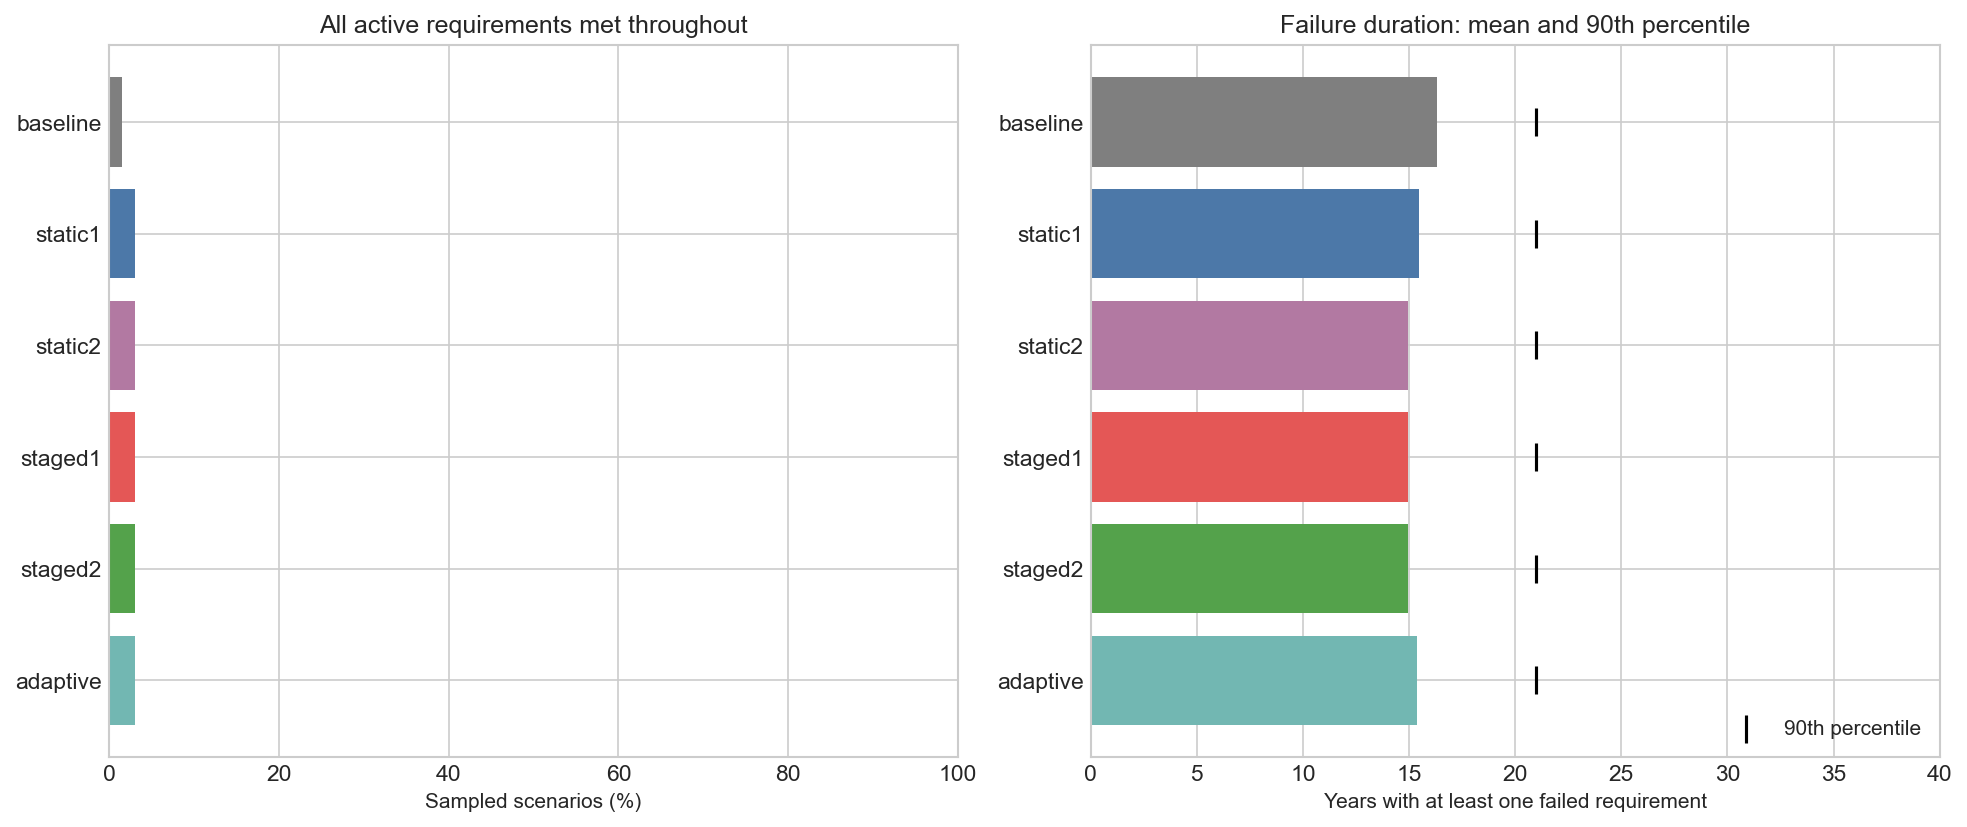 All active requirements met throughout
baseline
static1
static2
staged1
staged2
adaptive
0 20 40 60 80 100
Sampled scenarios (%)
Failure duration: mean and 90th percentile
baseline
static1
static2
staged1
staged2
adaptive
90th percentile
0 5 10 15 20 25 30 35 40
Years with at least one failed requirement